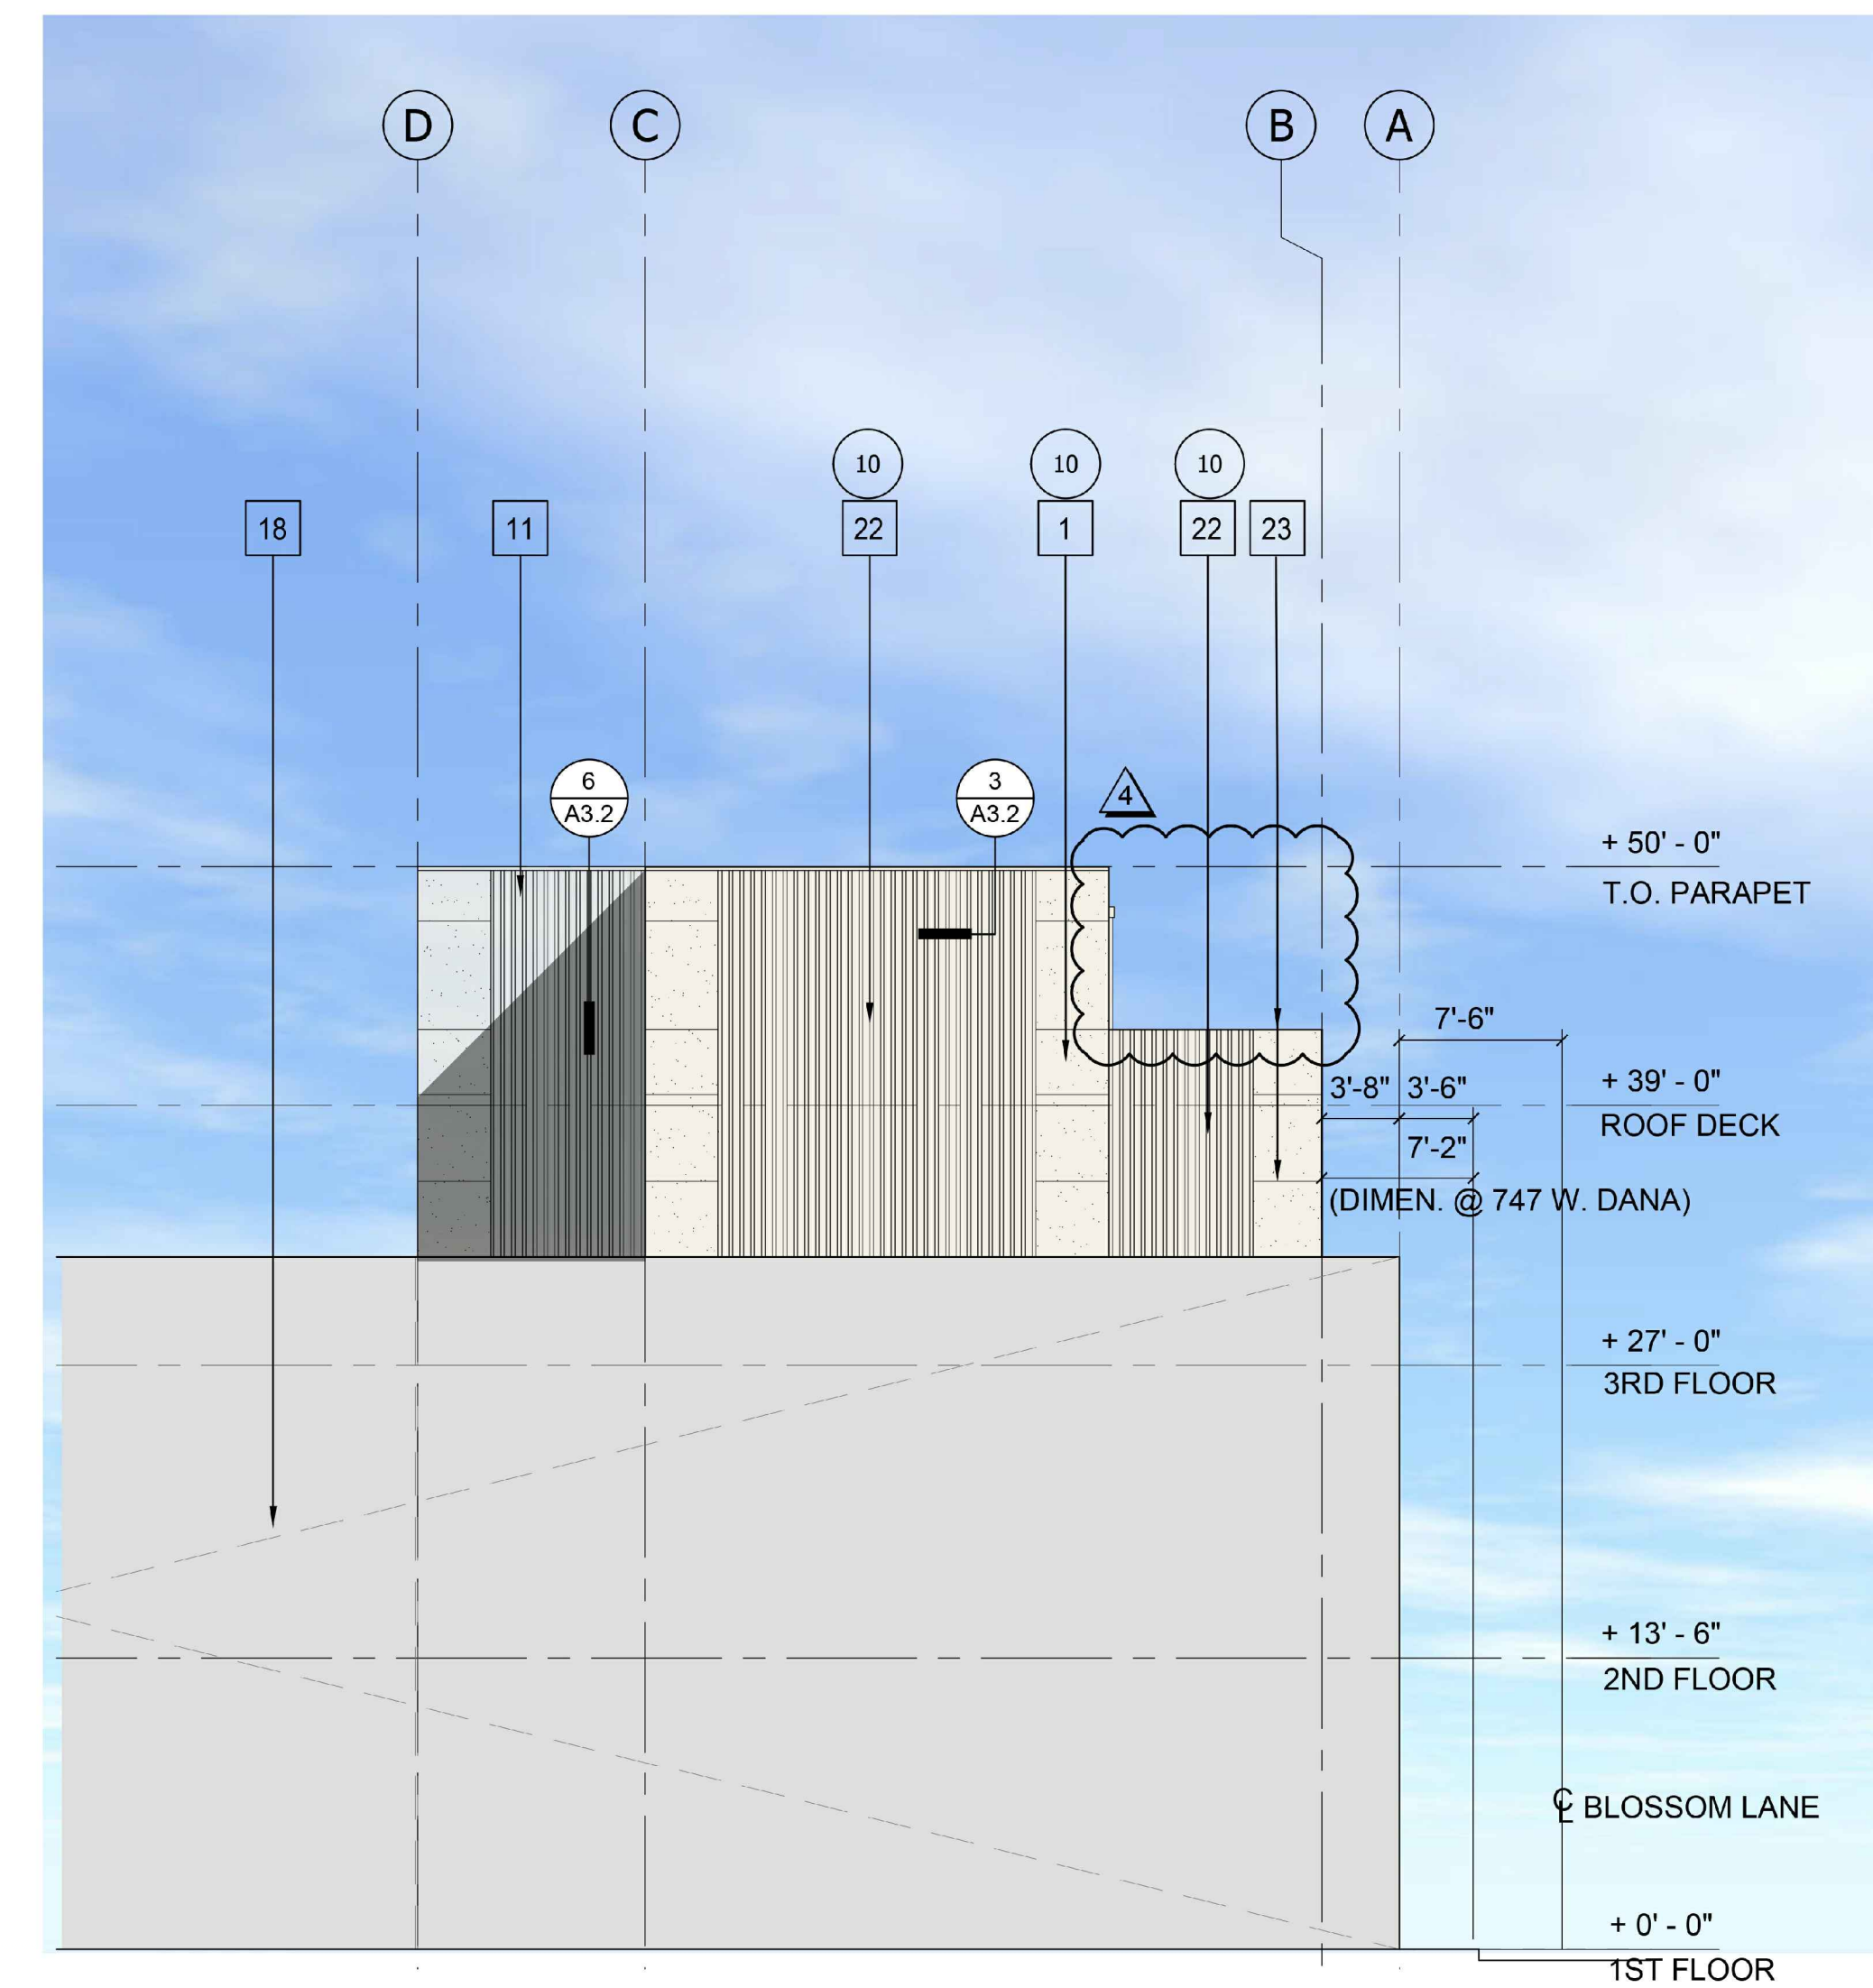 D C B A
10 10 10
18 11 22 1 22 23
6
A3.2
3
A3.2
4
+ 50' - 0"
T.O. PARAPET
7'-6"
3'-8" 3'-6"
+ 39' - 0"
ROOF DECK
7'-2"
(DIMEN. @ 747 W. DANA)
+ 27' - 0"
3RD FLOOR
+ 13' - 6"
2ND FLOOR
℄ BLOSSOM LANE
+ 0' - 0"
1ST FLOOR